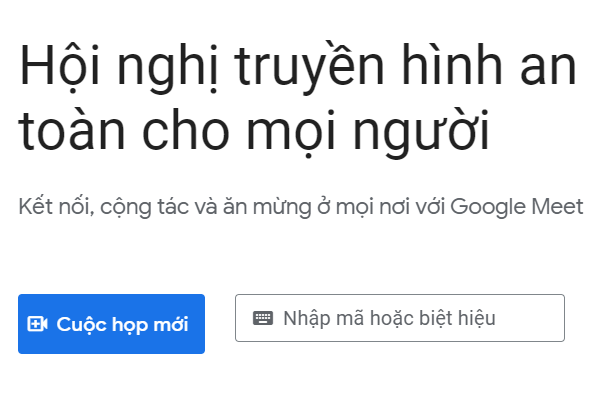 Hội nghị truyền hình an
toàn cho mọi người
Kết nối, cộng tác và ăn mừng ở mọi nơi với Google Meet
Cuộc họp mới
Nhập mã hoặc biệt hiệu